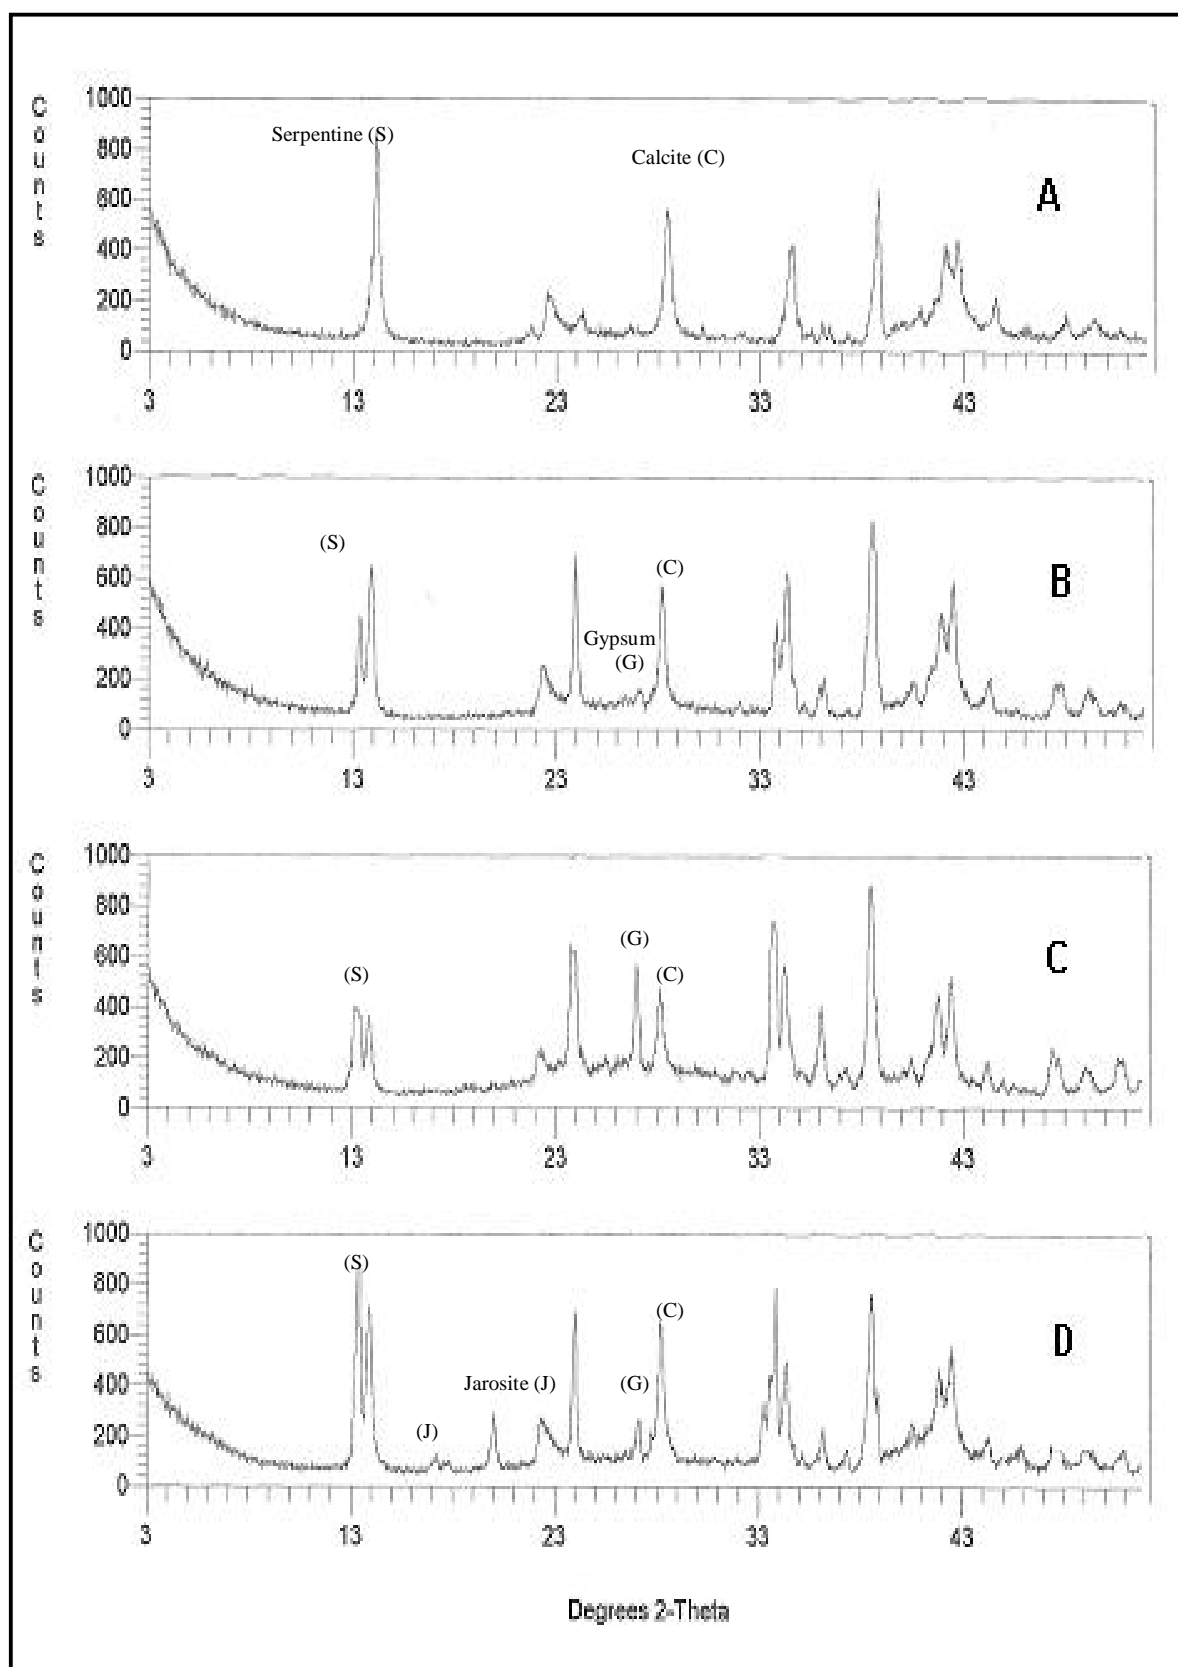 Counts
1000
800
600
400
200
0
Serpentine (S)
Calcite (C)
A
3 13 23 33 43
Counts
1000
800
600
400
200
0
(S)
Gypsum
(G)
(C)
B
3 13 23 33 43
Counts
1000
800
600
400
200
0
(S)
(G)
(C)
C
3 13 23 33 43
Counts
1000
800
600
400
200
0
(S)
(J)
Jarosite (J)
(G)
(C)
D
3 13 23 33 43
Degrees 2-Theta